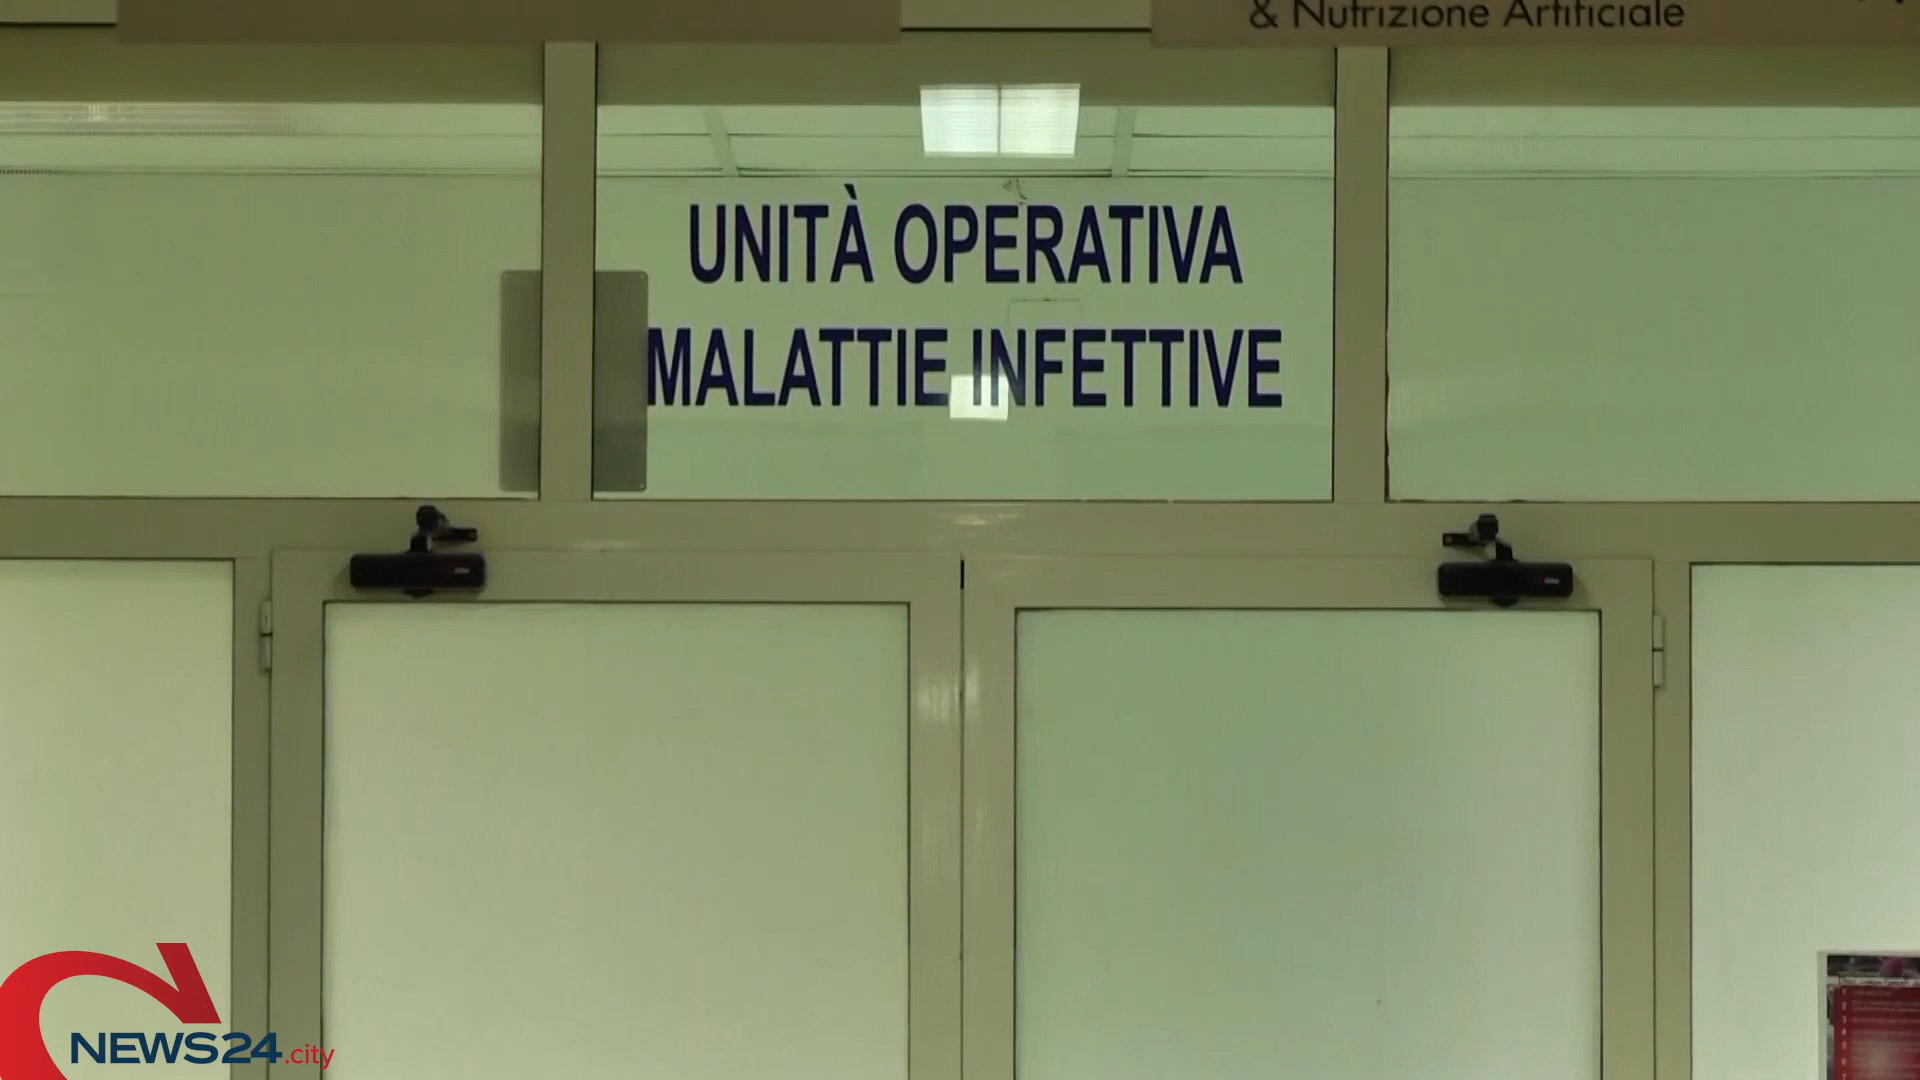 & Nutrizione Artificiale
UNITÀ OPERATIVA
MALATTIE INFETTIVE
NEWS24.city